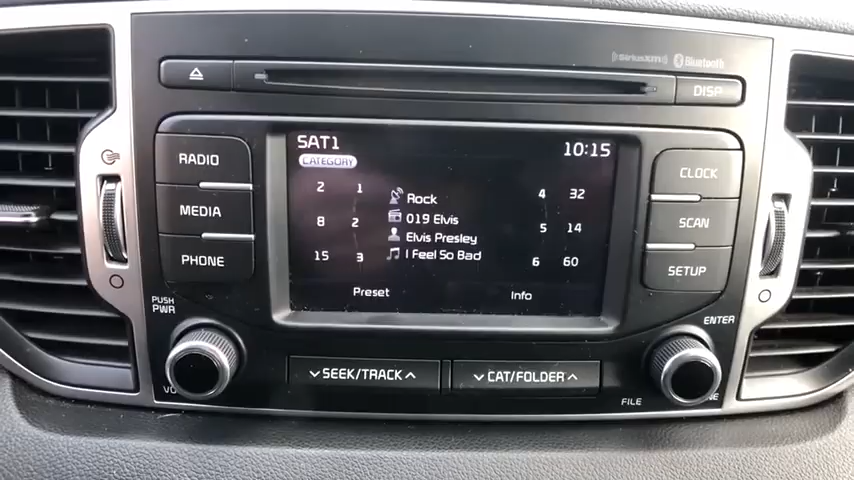 SiriusXM Bluetooth
DISP
SAT1 10:15
CATEGORY
RADIO
MEDIA
PHONE
2 1
8 2
15 3
Rock
019 Elvis
Elvis Presley
I Feel So Bad
4 32
5 14
6 60
Preset Info
CLOCK
SCAN
SETUP
PUSH
PWR
ENTER
SEEK/TRACK
CAT/FOLDER
FILE